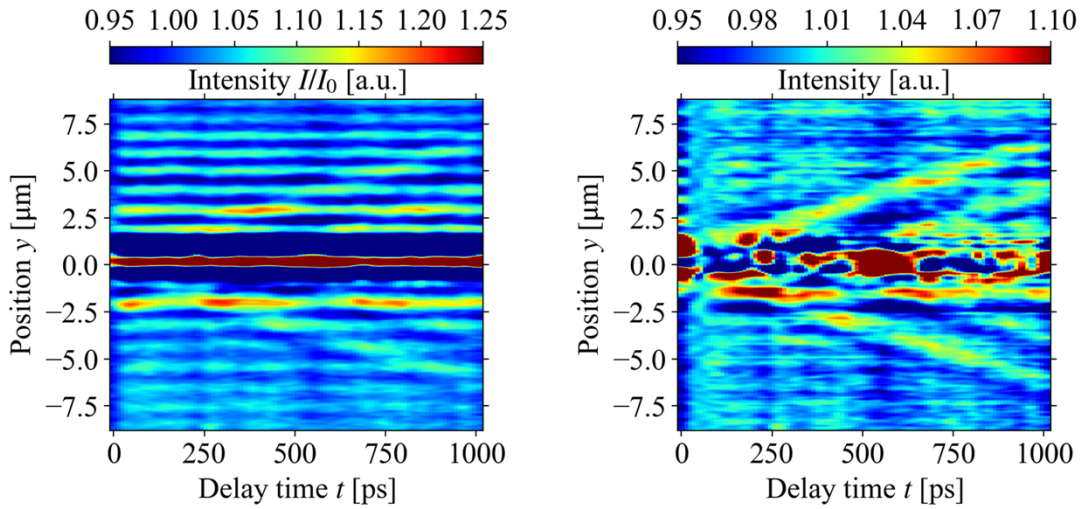 0.95 1.00 1.05 1.15 1.20 1.25
Intensity I/I0 [a.u.]
7.5
5.0
2.5
0.0
−2.5
−5.0
−7.5
Position y [μm]
0 250 500 750 1000
Delay time t [ps]
0.95 0.98 1.01 1.04 1.07 1.10
Intensity [a.u.]
7.5
5.0
2.5
0.0
−2.5
−5.0
−7.5
Position y [μm]
0 250 500 750 1000
Delay time t [ps]